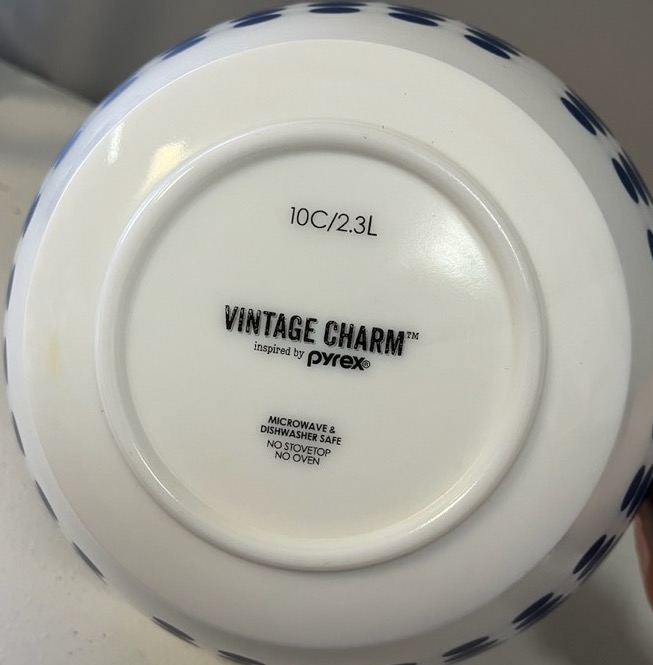 10C/2.3L
VINTAGE CHARM™
inspired by pyrex®
MICROWAVE &
DISHWASHER SAFE
NO STOVETOP
NO OVEN